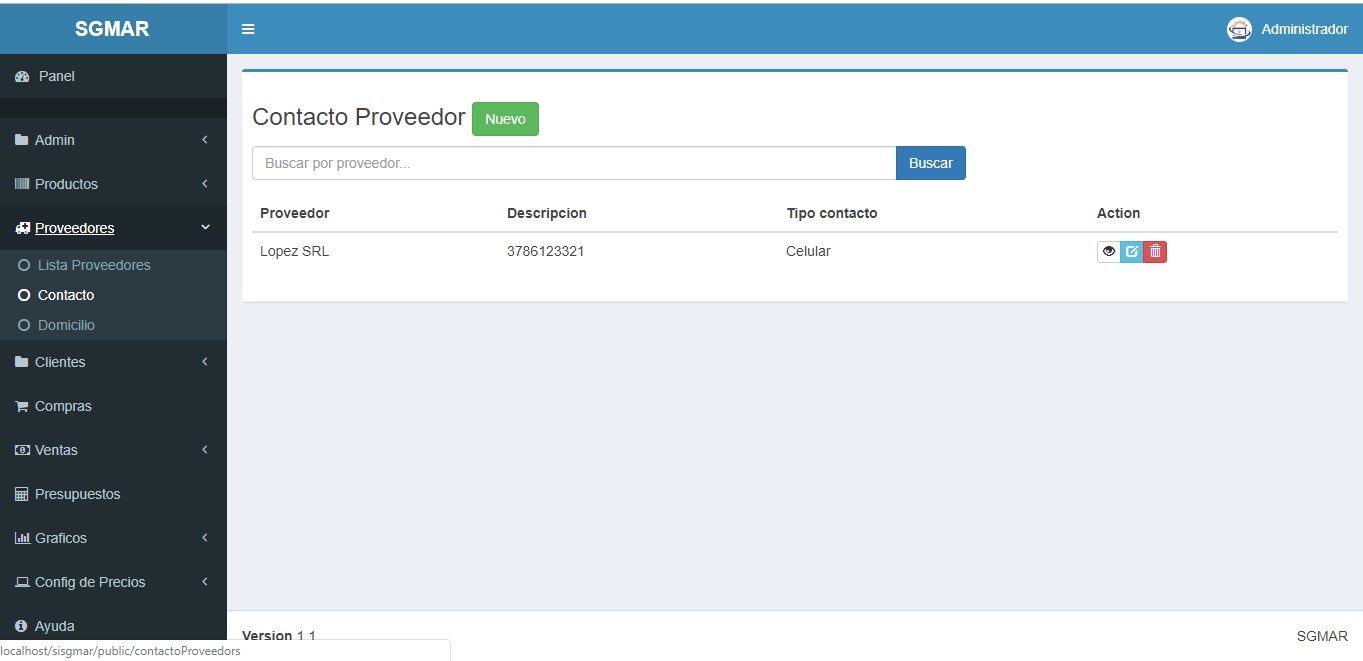 SGMAR
Administrador
Panel
Admin
Productos
Proveedores
Lista Proveedores
Contacto
Domicilio
Clientes
Compras
Ventas
Presupuestos
Graficos
Config de Precios
Ayuda
Contacto Proveedor Nuevo
Buscar por proveedor... Buscar
Proveedor Descripcion Tipo contacto Action
Lopez SRL 3786123321 Celular
Version 1.1 SGMAR
localhost/sisgmar/public/contactoProveedors